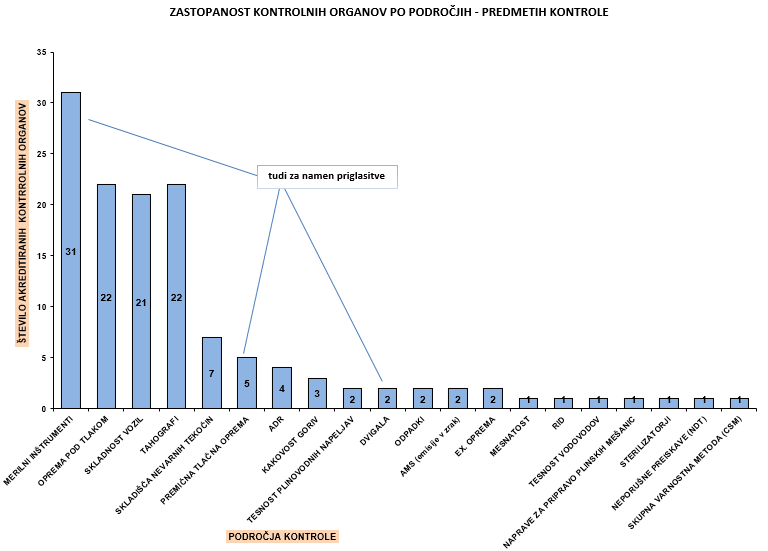 ZASTOPANOST KONTROLNIH ORGANOV PO PODROČJIH - PREDMETIH KONTROLE
ŠTEVILO AKREDITIRANIH KONTRROLNIH ORGANOV
35
30
25
20
15
10
5
0
tudi za namen priglasitve
31
22
21
22
7
5
4
3
2
2
2
2
2
1
1
1
1
1
1
1
MERILNI INŠTRUMENTI
OPREMA POD TLAKOM
SKLADNOST VOZIL
TAHOGRAFI
SKLADIŠČA NEVARNIH TEKOČIN
PREMIČNA TLAČNA OPREMA
ADR
KAKOVOST GORIV
TESNOST PLINOVODNIH NAPELJAV
DVIGALA
ODPADKI
AMS (emisije v zrak)
EX. OPREMA
MESNATOST
RID
TESNOST VODOVODOV
NAPRAVE ZA PRIPRAVO PLINSKIH MEŠANIC
STERILIZATORJI
NEPORUŠNE PREISKAVE (NDT)
SKUPNA VARNOSTNA METODA (CSM)
PODROČJA KONTROLE